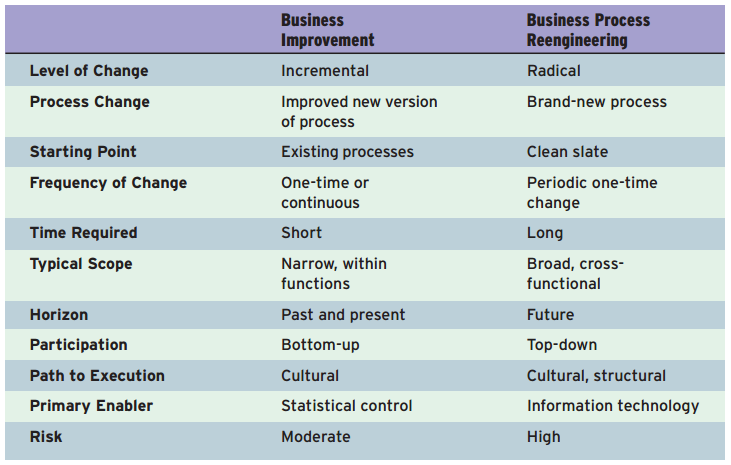 Business Improvement Business Process Reengineering
Level of Change Incremental Radical
Process Change Improved new version of process Brand-new process
Starting Point Existing processes Clean slate
Frequency of Change One-time or continuous Periodic one-time change
Time Required Short Long
Typical Scope Narrow, within functions Broad, cross-functional
Horizon Past and present Future
Participation Bottom-up Top-down
Path to Execution Cultural Cultural, structural
Primary Enabler Statistical control Information technology
Risk Moderate High